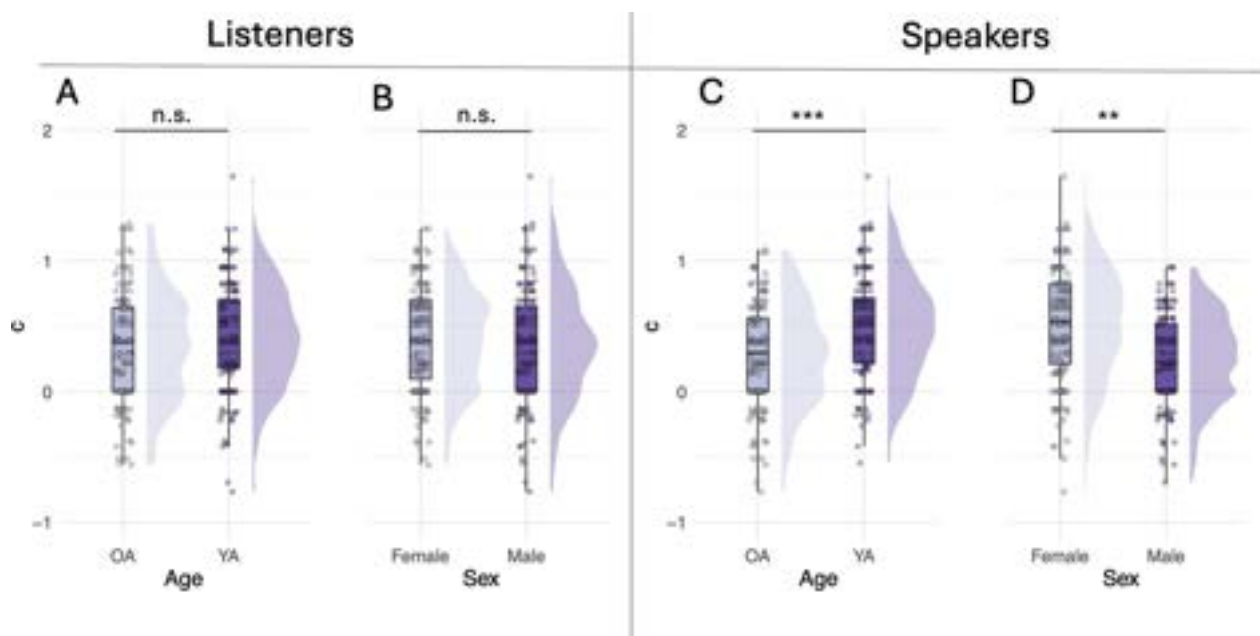 Listeners
Speakers
A
B
C
D
n.s.
n.s.
***
**
2
1
0
−1
c
OA
YA
Age
Female
Male
Sex
2
1
0
−1
c
OA
YA
Age
Female
Male
Sex